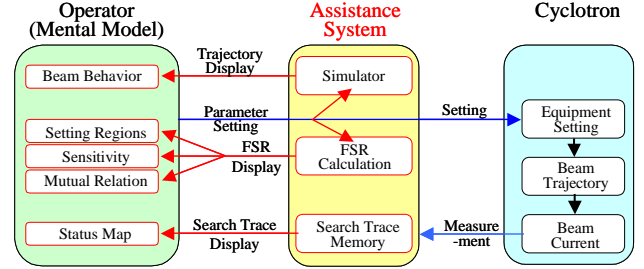 Operator
(Mental Model)
Assistance
System
Cyclotron
Beam Behavior
Trajectory
Display
Simulator
Parameter
Setting
Setting
Equipment
Setting
Setting Regions
Sensitivity
Mutual Relation
FSR
Display
FSR
Calculation
Beam
Trajectory
Status Map
Search Trace
Display
Search Trace
Memory
Measure
-ment
Beam
Current